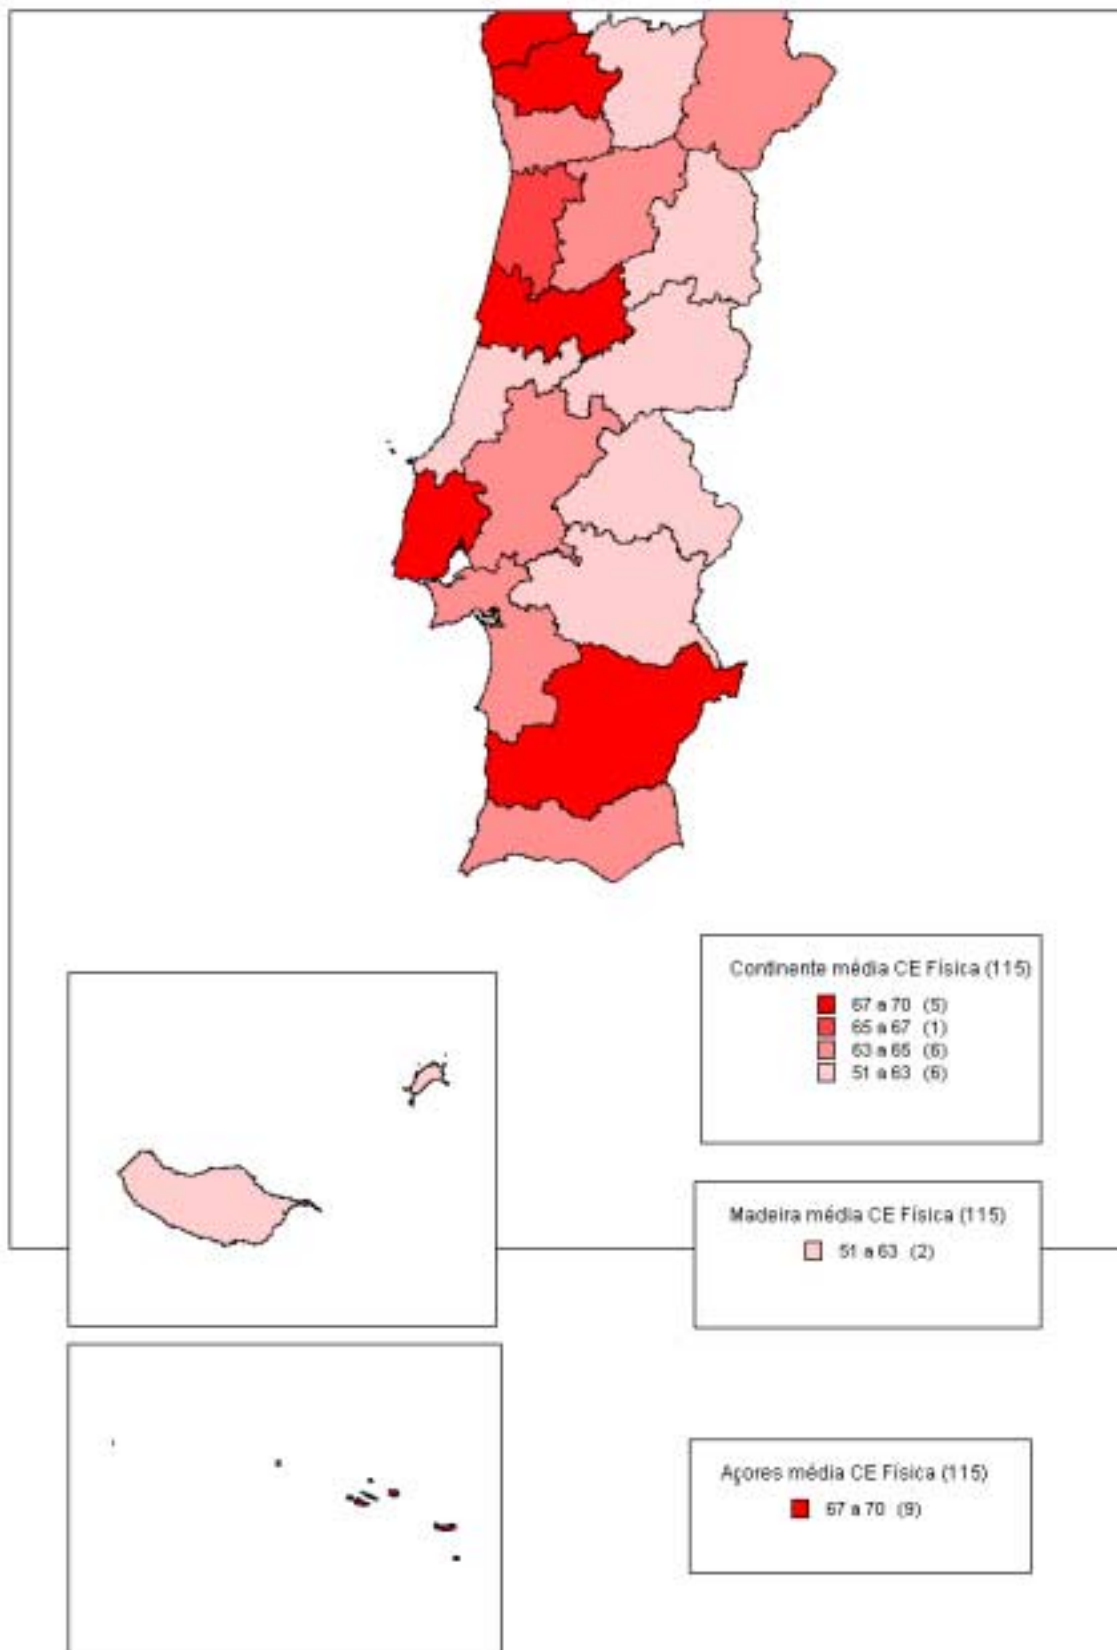 Continente média CE Física (115)
67 a 70 (5)
65 a 67 (1)
63 a 65 (6)
51 a 63 (6)
Madeira média CE Física (115)
51 a 63 (2)
Açores média CE Física (115)
67 a 70 (9)